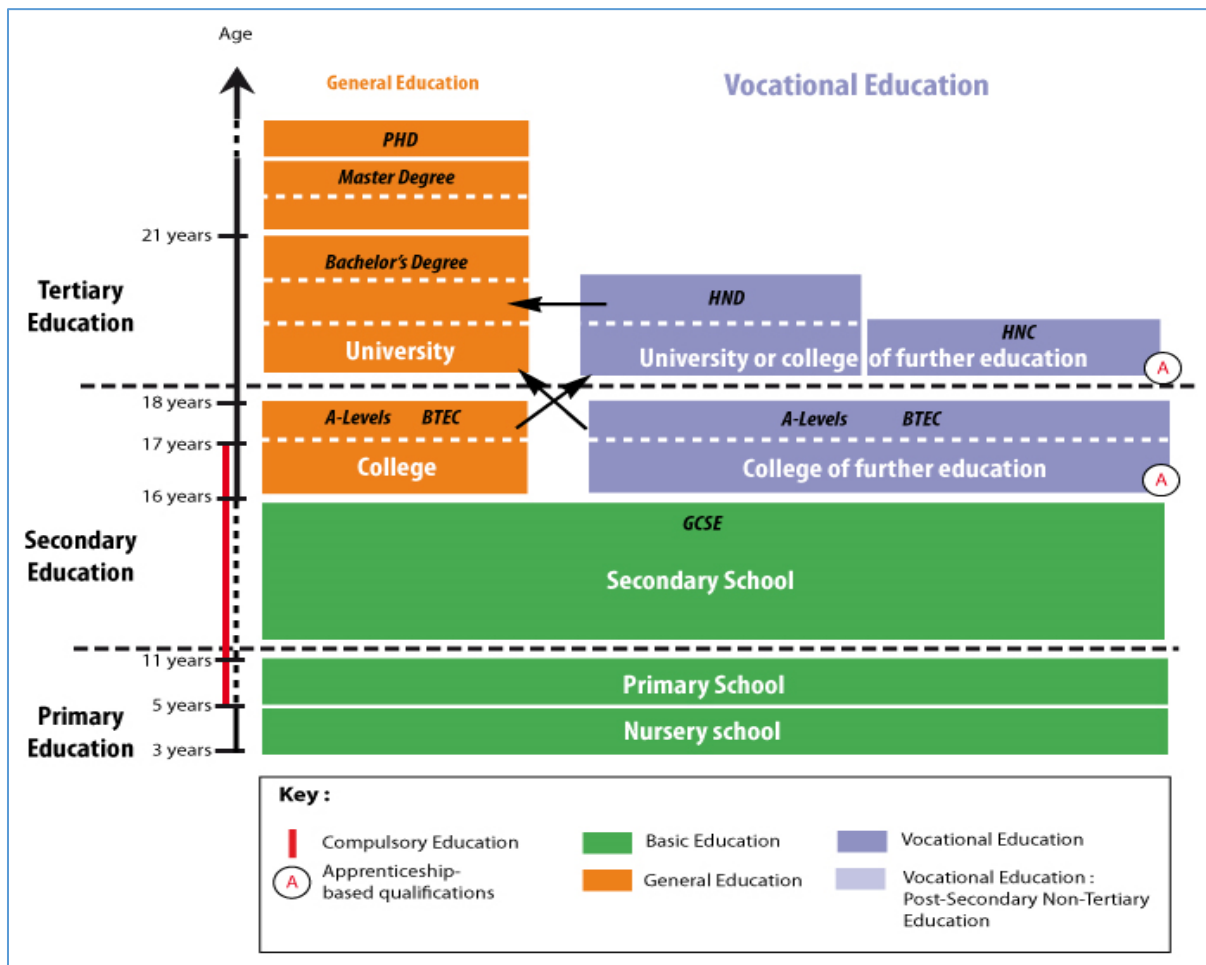 Age
General Education
Vocational Education
PHD
Master Degree
21 years
Bachelor's Degree
Tertiary
Education
HND
HNC
University
University or college of further education
A
18 years
A-Levels BTEC
A-Levels BTEC
17 years
College
College of further education
A
16 years
GCSE
Secondary
Education
Secondary School
11 years
Primary School
5 years
Primary
Education
Nursery school
3 years
Key :
Compulsory Education
A
Apprenticeship-
based qualifications
Basic Education
General Education
Vocational Education
Vocational Education :
Post-Secondary Non-Tertiary
Education